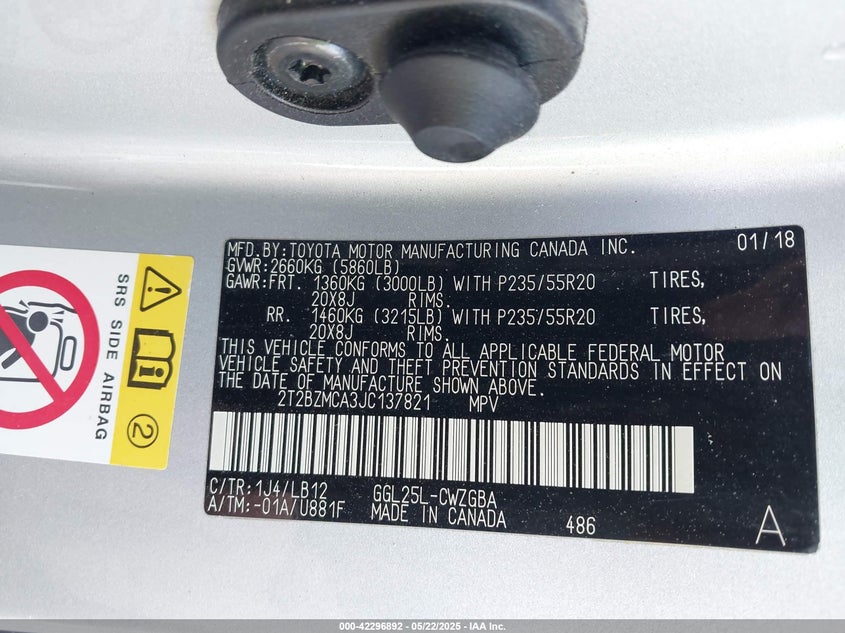 MFD.BY:TOYOTA MOTOR MANUFACTURING CANADA INC. 01/18
GVWR:2660KG (5860LB)
GAWR:FRT. 1360KG (3000LB) WITH P235/55R20 TIRES,
20X8J RIMS.
RR. 1460KG (3215LB) WITH P235/55R20 TIRES,
20X8J RIMS.
THIS VEHICLE CONFORMS TO ALL APPLICABLE FEDERAL MOTOR
VEHICLE SAFETY AND THEFT PREVENTION STANDARDS IN EFFECT ON
THE DATE OF MANUFACTURE SHOWN ABOVE.
2T2BZMCA3JC137821 MPV
C/TR:1J4/LB12 GGL25L-CWZGBA
A/TM:-01A/U881F MADE IN CANADA 486 A
SRS SIDE AIRBAG
2
000-42296892 - 05/22/2025 - IAA Inc.